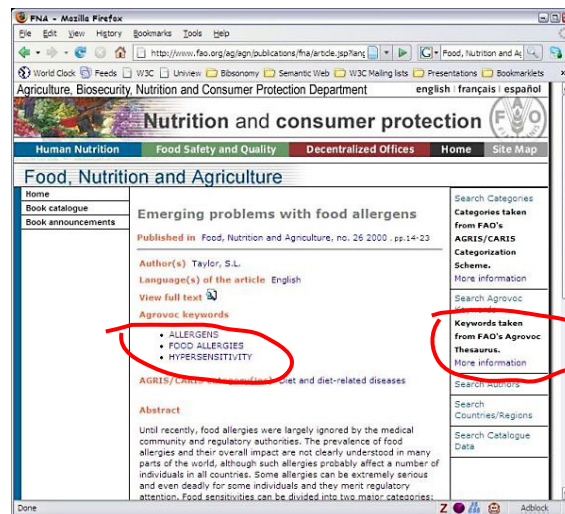 FNA - Mozilla Firefox
File Edit View History Bookmarks Tools Help
http://www.fao.org/ag/agn/publications/fna/article.jsp?lang
Food, Nutrition and Ag
World Clock Feeds W3C Uniview Bibsonomy Semantic Web W3C Mailing lists Presentations Bookmarklets
Agriculture, Biosecurity, Nutrition and Consumer Protection Department
english français español
Nutrition and consumer protection
F O
Human Nutrition Food Safety and Quality Decentralized Offices Home Site Map
Food, Nutrition and Agriculture
Home
Book catalogue
Book announcements
Emerging problems with food allergens
Published in Food, Nutrition and Agriculture, no. 26 2000 . pp.14-23
Author(s) Taylor, S.L.
Language(s) of the article English
View full text
Agrovoc keywords
ALLERGENS
FOOD ALLERGIES
HYPERSENSITIVITY
AGRIS/CARIS Diet and diet-related diseases
Abstract
Until recently, food allergies were largely ignored by the medical
community and regulatory authorities. The prevalence of food
allergies and their overall impact are not clearly understood in many
parts of the world, although such allergies probably affect a number of
individuals in all countries. Some allergies can be extremely serious
and even deadly for some individuals and they merit regulatory
attention. Food sensitivities can be divided into two major categories:
Search Categories
Categories taken
from FAO's
AGRIS/CARIS
Categorization
Scheme.
More information
Search Agrovoc
Keywords
Keywords taken
from FAO's Agrovoc
Thesaurus.
More information
Search Authors
Search
Countries/Regions
Search Catalogue
Data
Done
Z Adblock